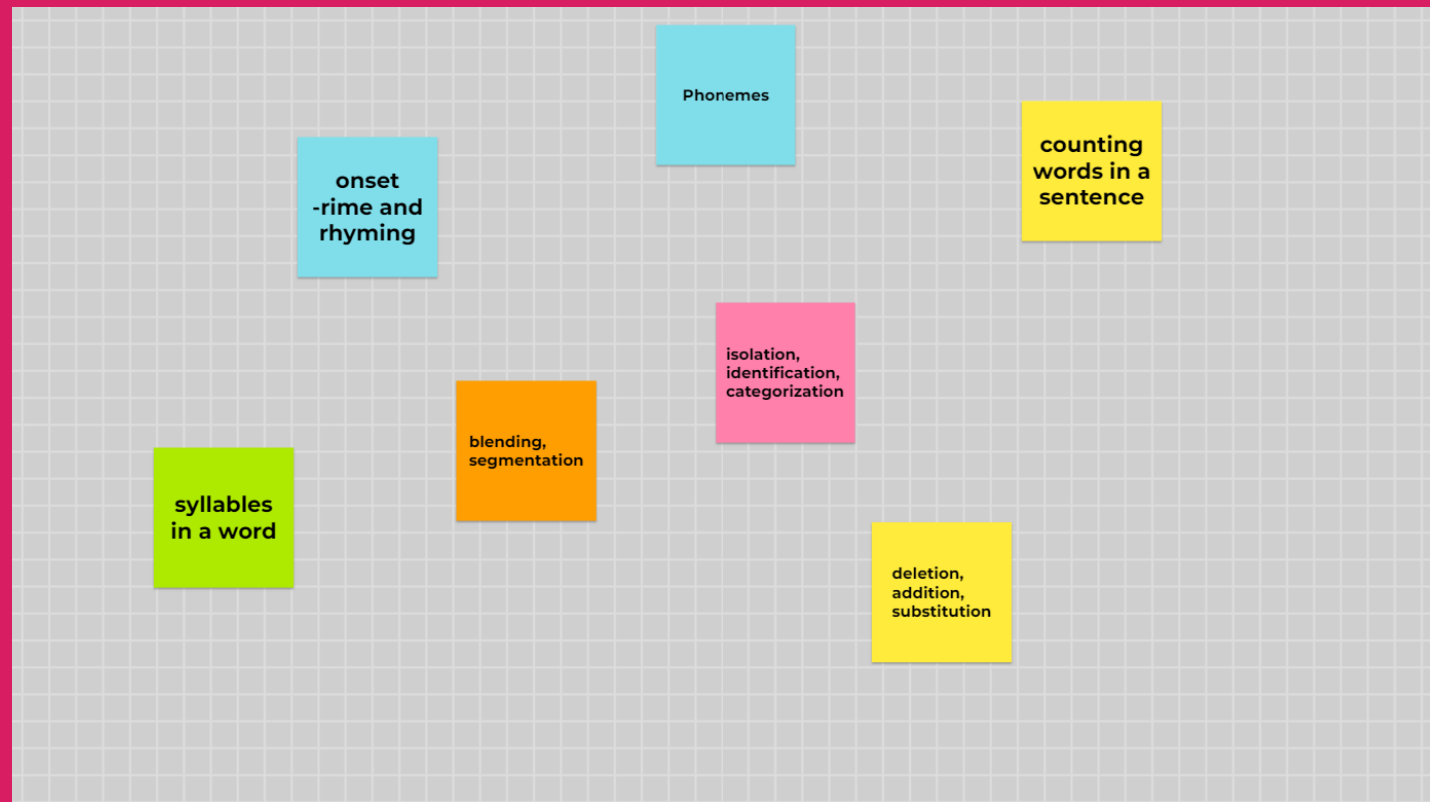 Phonemes
counting
words in a
sentence
onset
-rime and
rhyming
isolation,
identification,
categorization
blending,
segmentation
syllables
in a word
deletion,
addition,
substitution